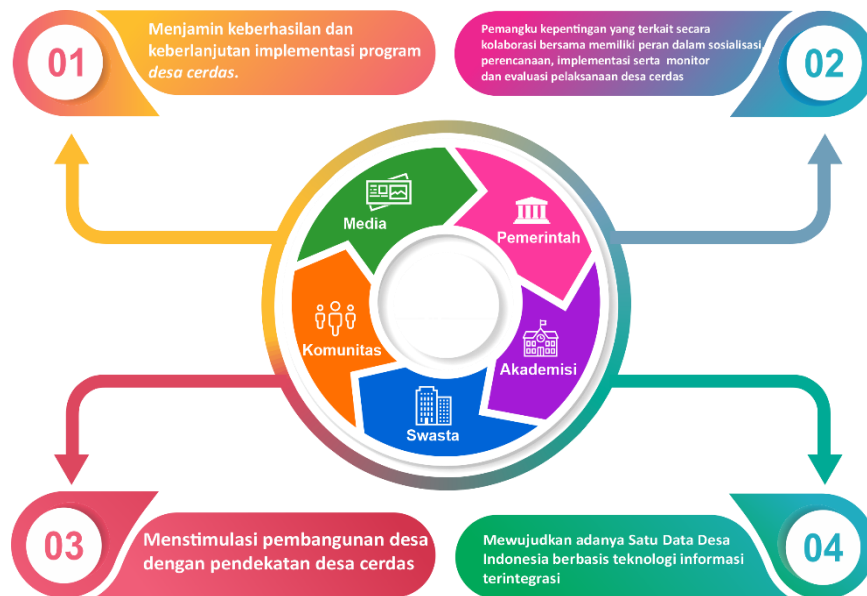 01
Menjamin keberhasilan dan
keberlanjutan implementasi program
desa cerdas.
Pemangku kepentingan yang terkait secara
kolaborasi bersama memiliki peran dalam sosialisasi,
perencanaan, implementasi serta monitor
dan evaluasi pelaksanaan desa cerdas
02
Media
Pemerintah
Komunitas
Akademisi
Swasta
03
Menstimulasi pembangunan desa
dengan pendekatan desa cerdas
Mewujudkan adanya Satu Data Desa
Indonesia berbasis teknologi informasi
terintegrasi
04